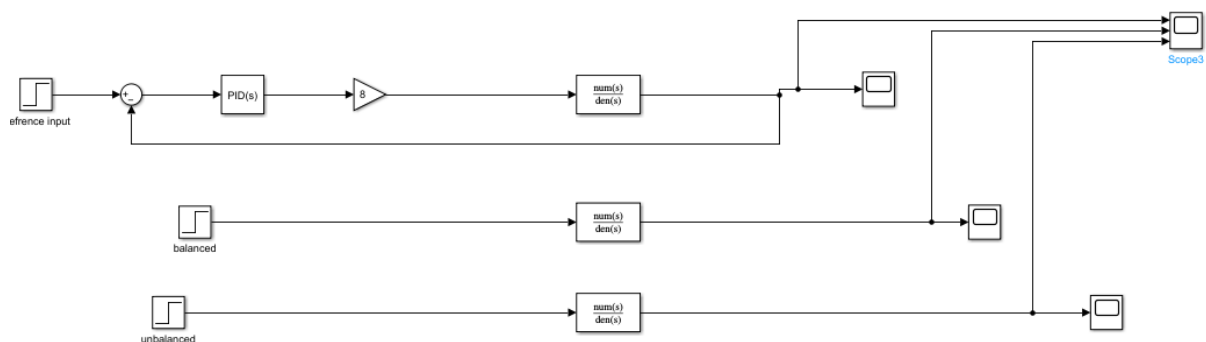 Scope3
+
−
PID(s)
8
num(s)
den(s)
efrence input
num(s)
den(s)
balanced
num(s)
den(s)
unbalanced